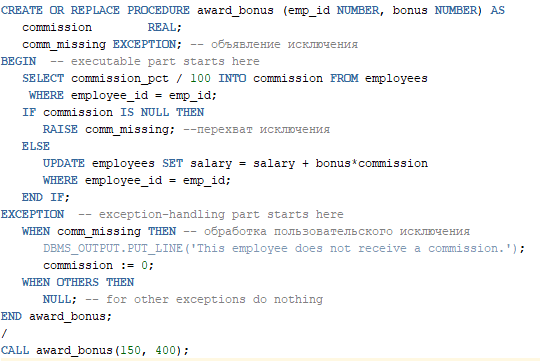 CREATE OR REPLACE PROCEDURE award_bonus (emp_id NUMBER, bonus NUMBER) AS
commission REAL;
comm_missing EXCEPTION; -- объявление исключения
BEGIN -- executable part starts here
SELECT commission_pct / 100 INTO commission FROM employees
WHERE employee_id = emp_id;
IF commission IS NULL THEN
RAISE comm_missing; --перехват исключения
ELSE
UPDATE employees SET salary = salary + bonus*commission
WHERE employee_id = emp_id;
END IF;
EXCEPTION -- exception-handling part starts here
WHEN comm_missing THEN -- обработка пользовательского исключения
DBMS_OUTPUT.PUT_LINE('This employee does not receive a commission.');
commission := 0;
WHEN OTHERS THEN
NULL; -- for other exceptions do nothing
END award_bonus;
/
CALL award_bonus(150, 400);